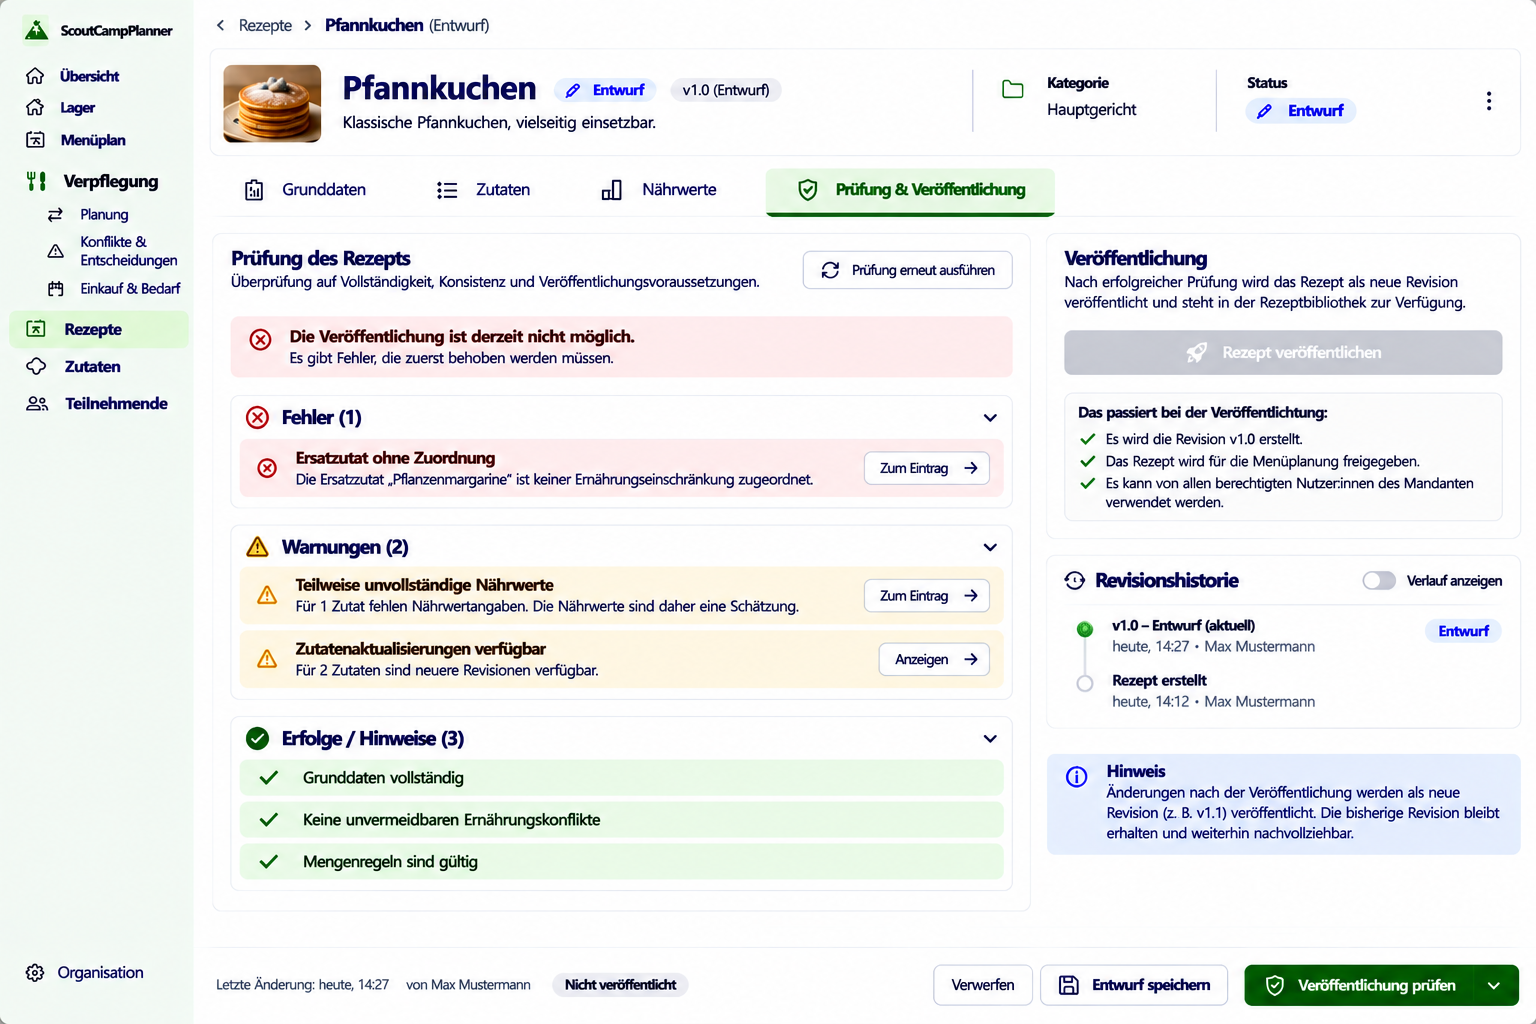 ScoutCampPlanner
Übersicht
Lager
Menüplan
Verpflegung
Planung
Konflikte &
Entscheidungen
Einkauf & Bedarf
Rezepte
Zutaten
Teilnehmende
Organisation
Rezepte > Pfannkuchen (Entwurf)
Pfannkuchen Entwurf v1.0 (Entwurf)
Klassische Pfannkuchen, vielseitig einsetzbar.
Kategorie
Hauptgericht
Status
Entwurf
Grunddaten Zutaten Nährwerte Prüfung & Veröffentlichung
Prüfung des Rezepts
Überprüfung auf Vollständigkeit, Konsistenz und Veröffentlichungsvoraussetzungen.
Prüfung erneut ausführen
Die Veröffentlichung ist derzeit nicht möglich.
Es gibt Fehler, die zuerst behoben werden müssen.
Fehler (1)
Ersatzutat ohne Zuordnung
Die Ersatzzutat „Pflanzenmargarine“ ist keiner Ernährungseinschränkung zugeordnet.
Zum Eintrag
Warnungen (2)
Teilweise unvollständige Nährwerte
Für 1 Zutat fehlen Nährwertangaben. Die Nährwerte sind daher eine Schätzung.
Zum Eintrag
Zutatenaktualisierungen verfügbar
Für 2 Zutaten sind neuere Revisionen verfügbar.
Anzeigen
Erfolge / Hinweise (3)
Grunddaten vollständig
Keine unvermeidbaren Ernährungskonflikte
Mengenregeln sind gültig
Veröffentlichung
Nach erfolgreicher Prüfung wird das Rezept als neue Revision
veröffentlicht und steht in der Rezeptbibliothek zur Verfügung.
Rezept veröffentlichen
Das passiert bei der Veröffentlichtung:
Es wird die Revision v1.0 erstellt.
Das Rezept wird für die Menüplanung freigegeben.
Es kann von allen berechtigten Nutzer:innen des Mandanten
verwendet werden.
Revisionshistorie
Verlauf anzeigen
v1.0 – Entwurf (aktuell)
heute, 14:27 • Max Mustermann
Entwurf
Rezept erstellt
heute, 14:12 • Max Mustermann
Hinweis
Änderungen nach der Veröffentlichung werden als neue
Revision (z. B. v1.1) veröffentlicht. Die bisherige Revision bleibt
erhalten und weiterhin nachvollziehbar.
Letzte Änderung: heute, 14:27 von Max Mustermann Nicht veröffentlicht
Verwerfen
Entwurf speichern
Veröffentlichung prüfen